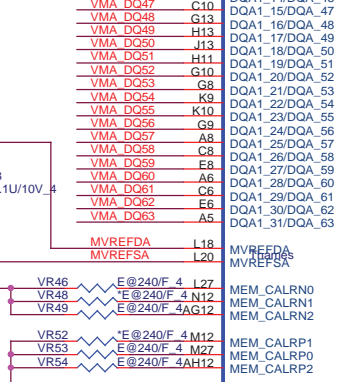 VMA_DQ47 C10 DQA1_15/DQA_47
VMA_DQ48 G13 DQA1_16/DQA_48
VMA_DQ49 H13 DQA1_17/DQA_49
VMA_DQ50 J13 DQA1_18/DQA_50
VMA_DQ51 H11 DQA1_19/DQA_51
VMA_DQ52 G10 DQA1_20/DQA_52
VMA_DQ53 G8 DQA1_21/DQA_53
VMA_DQ54 K9 DQA1_22/DQA_54
VMA_DQ55 K10 DQA1_23/DQA_55
VMA_DQ56 G9 DQA1_24/DQA_56
VMA_DQ57 A8 DQA1_25/DQA_57
VMA_DQ58 C8 DQA1_26/DQA_58
VMA_DQ59 E8 DQA1_27/DQA_59
VMA_DQ60 A6 DQA1_28/DQA_60
.1U/10V_4 VMA_DQ61 C6 DQA1_29/DQA_61
VMA_DQ62 E6 DQA1_30/DQA_62
VMA_DQ63 A5 DQA1_31/DQA_63
MVREFDA L18 MVREFDA
MVREFSA L20 MVREFSA
Thames
VR46 E@240/F_4 L27 MEM_CALRN0
VR48 *E@240/F_4 N12 MEM_CALRN1
VR49 E@240/F_4 AG12 MEM_CALRN2
VR52 *E@240/F_4 M12 MEM_CALRP1
VR53 E@240/F_4 M27 MEM_CALRP0
VR54 E@240/F_4 AH12 MEM_CALRP2